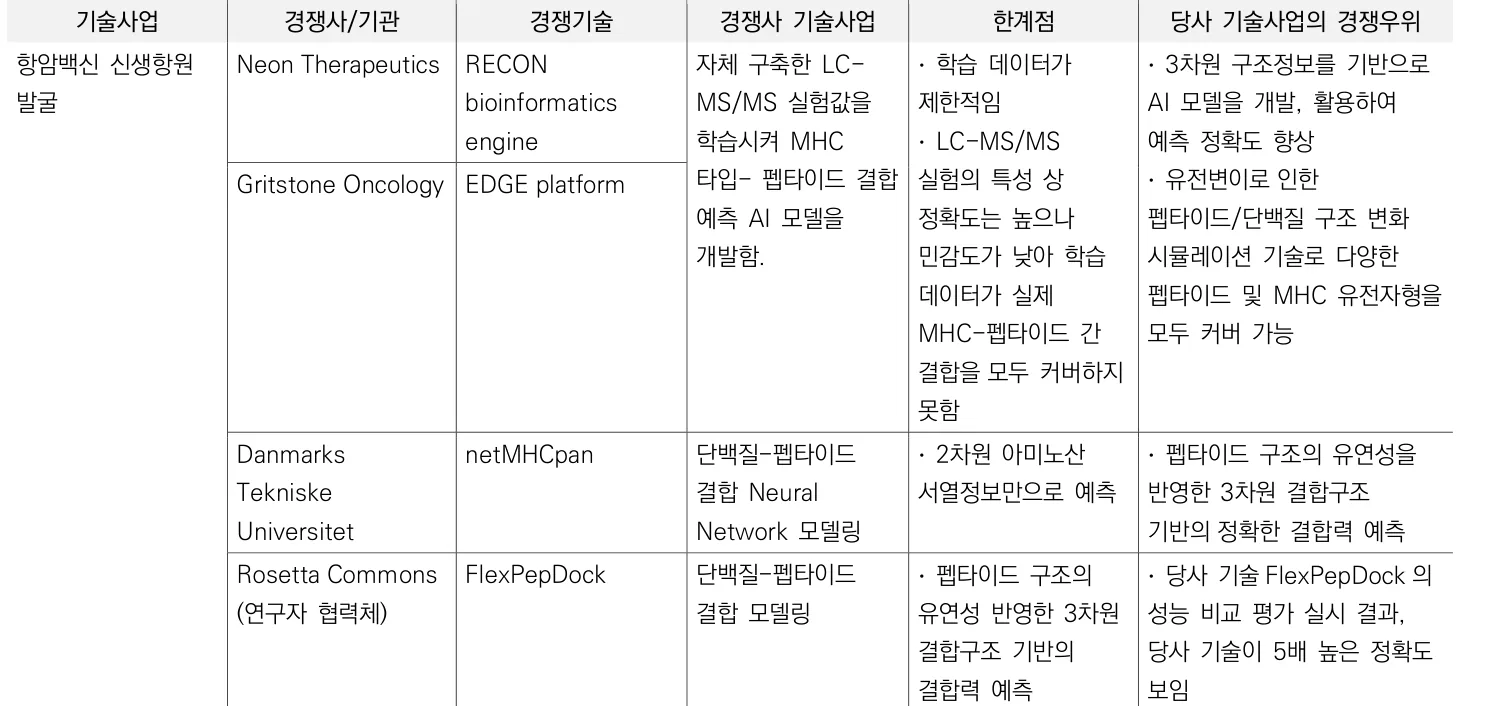 기술사업 경쟁사/기관 경쟁기술 경쟁사 기술사업 한계점 당사 기술사업의 경쟁우위
항암백신 신생항원
발굴
Neon Therapeutics
RECON
bioinformatics
engine
자체 구축한 LC-
MS/MS 실험값을
학습시켜 MHC
타입- 펩타이드 결합
예측 AI 모델을
개발함.
· 학습 데이터가
제한적임
· LC-MS/MS
실험의 특성 상
정확도는 높으나
민감도가 낮아 학습
데이터가 실제
MHC-펩타이드 간
결합을 모두 커버하지
못함
· 3차원 구조정보를 기반으로
AI 모델을 개발, 활용하여
예측 정확도 향상
· 유전변이로 인한
펩타이드/단백질 구조 변화
시뮬레이션 기술로 다양한
펩타이드 및 MHC 유전자형을
모두 커버 가능
Gritstone Oncology
EDGE platform
Danmarks
Tekniske
Universitet
netMHCpan
단백질-펩타이드
결합 Neural
Network 모델링
· 2차원 아미노산
서열정보만으로 예측
· 펩타이드 구조의 유연성을
반영한 3차원 결합구조
기반의 정확한 결합력 예측
Rosetta Commons
(연구자 협력체)
FlexPepDock
단백질-펩타이드
결합 모델링
· 펩타이드 구조의
유연성 반영한 3차원
결합구조 기반의
결합력 예측
· 당사 기술 FlexPepDock 의
성능 비교 평가 실시 결과,
당사 기술이 5배 높은 정확도
보임